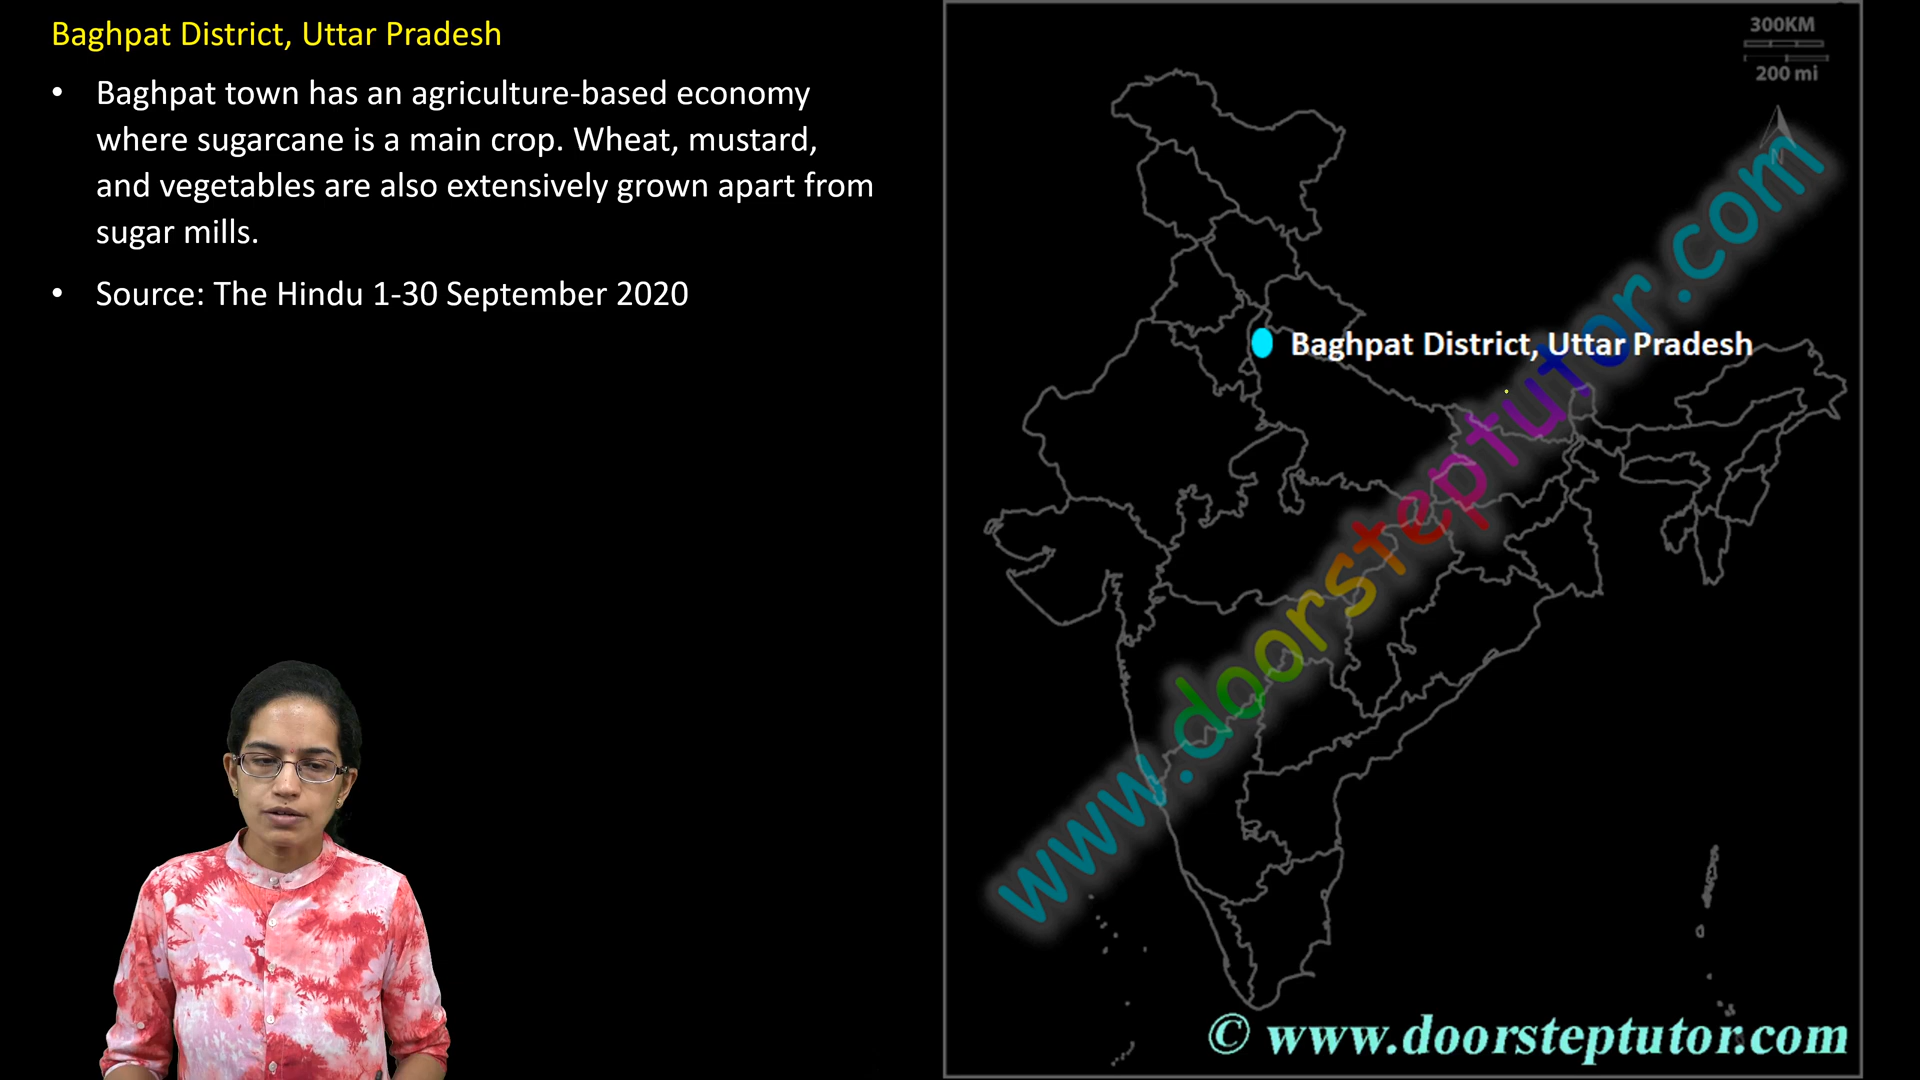 Baghpat District, Uttar Pradesh
• Baghpat town has an agriculture-based economy
where sugarcane is a main crop. Wheat, mustard,
and vegetables are also extensively grown apart from
sugar mills.
• Source: The Hindu 1-30 September 2020
300KM
200 mi
N
Baghpat District, Uttar Pradesh
www.doorsteptutor.com
© www.doorsteptutor.com